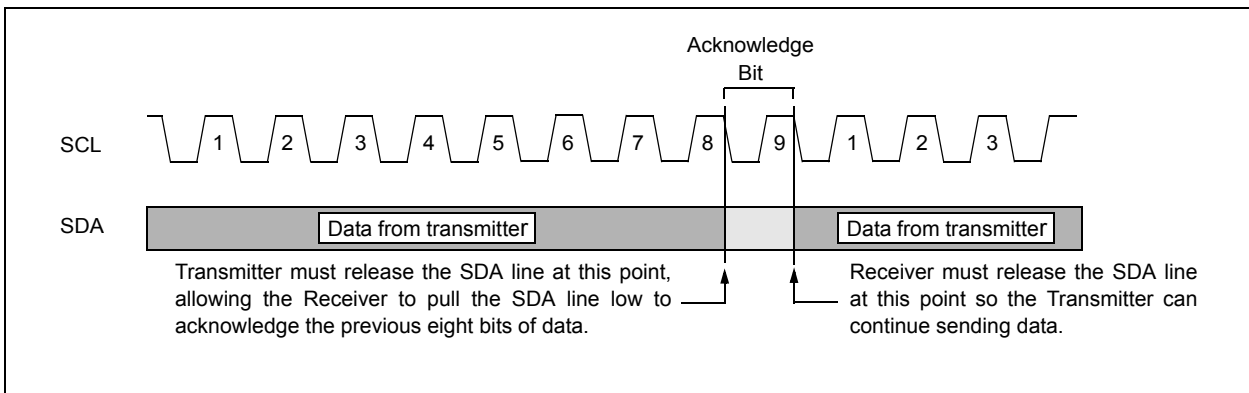 Acknowledge
Bit
SCL
1 2 3 4 5 6 7 8 9 1 2 3
SDA
Data from transmitter
Data from transmitter
Transmitter must release the SDA line at this point,
allowing the Receiver to pull the SDA line low to
acknowledge the previous eight bits of data.
Receiver must release the SDA line
at this point so the Transmitter can
continue sending data.